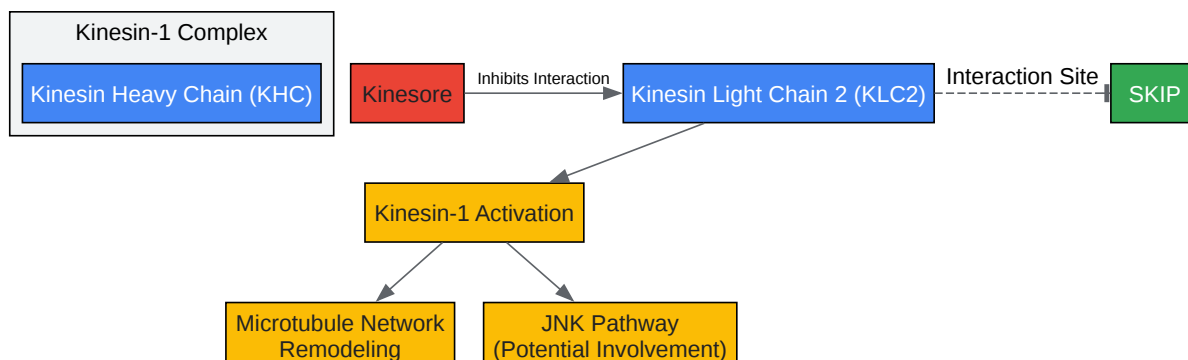 Kinesin-1 Complex
Kinesin Heavy Chain (KHC)
Kinesore
Inhibits Interaction
Kinesin Light Chain 2 (KLC2)
Interaction Site
SKIP
Kinesin-1 Activation
Microtubule Network
Remodeling
JNK Pathway
(Potential Involvement)